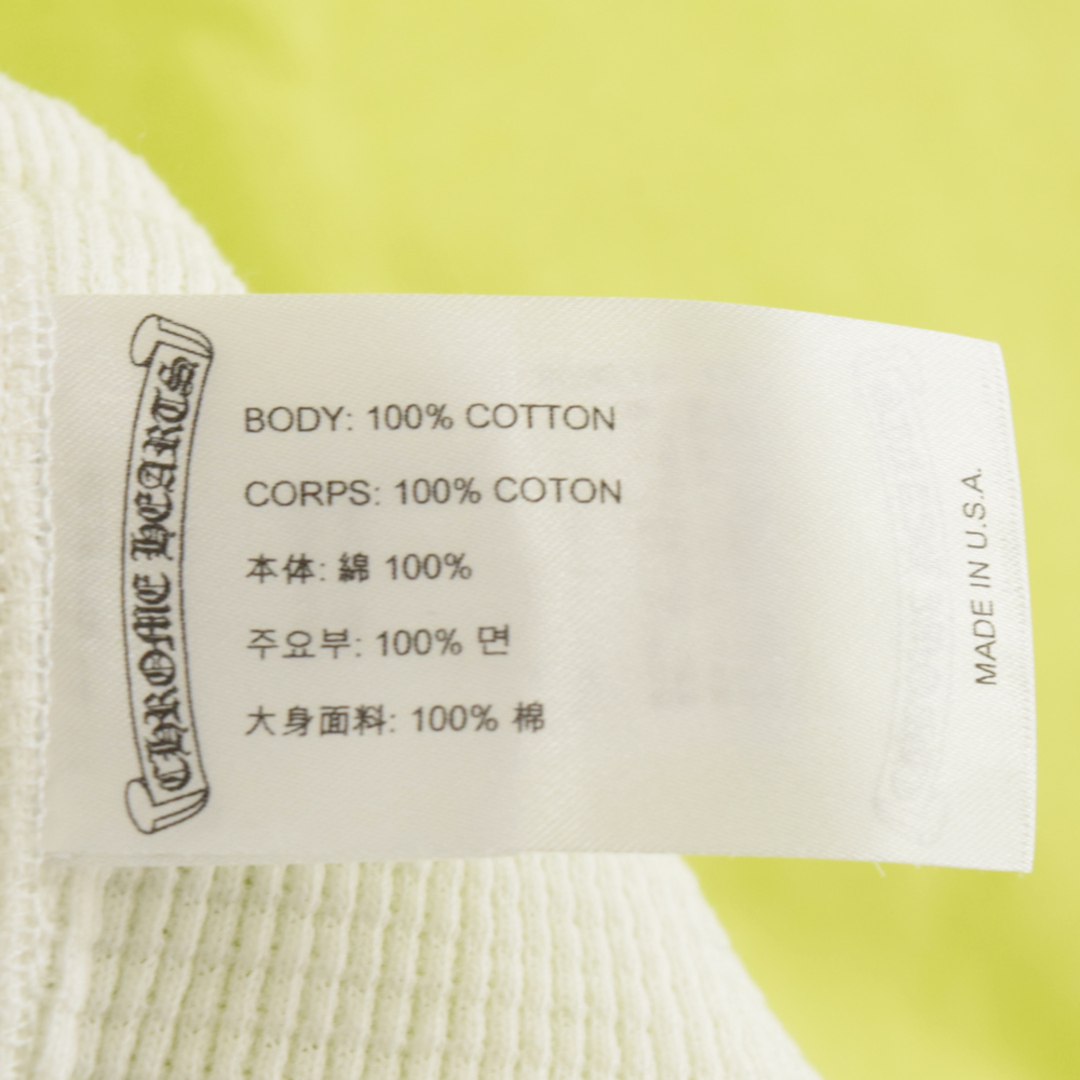 CHROME HEARTS
BODY: 100% COTTON
CORPS: 100% COTON
本体: 綿 100%
주요부: 100% 면
大身面料: 100% 棉
MADE IN U.S.A.